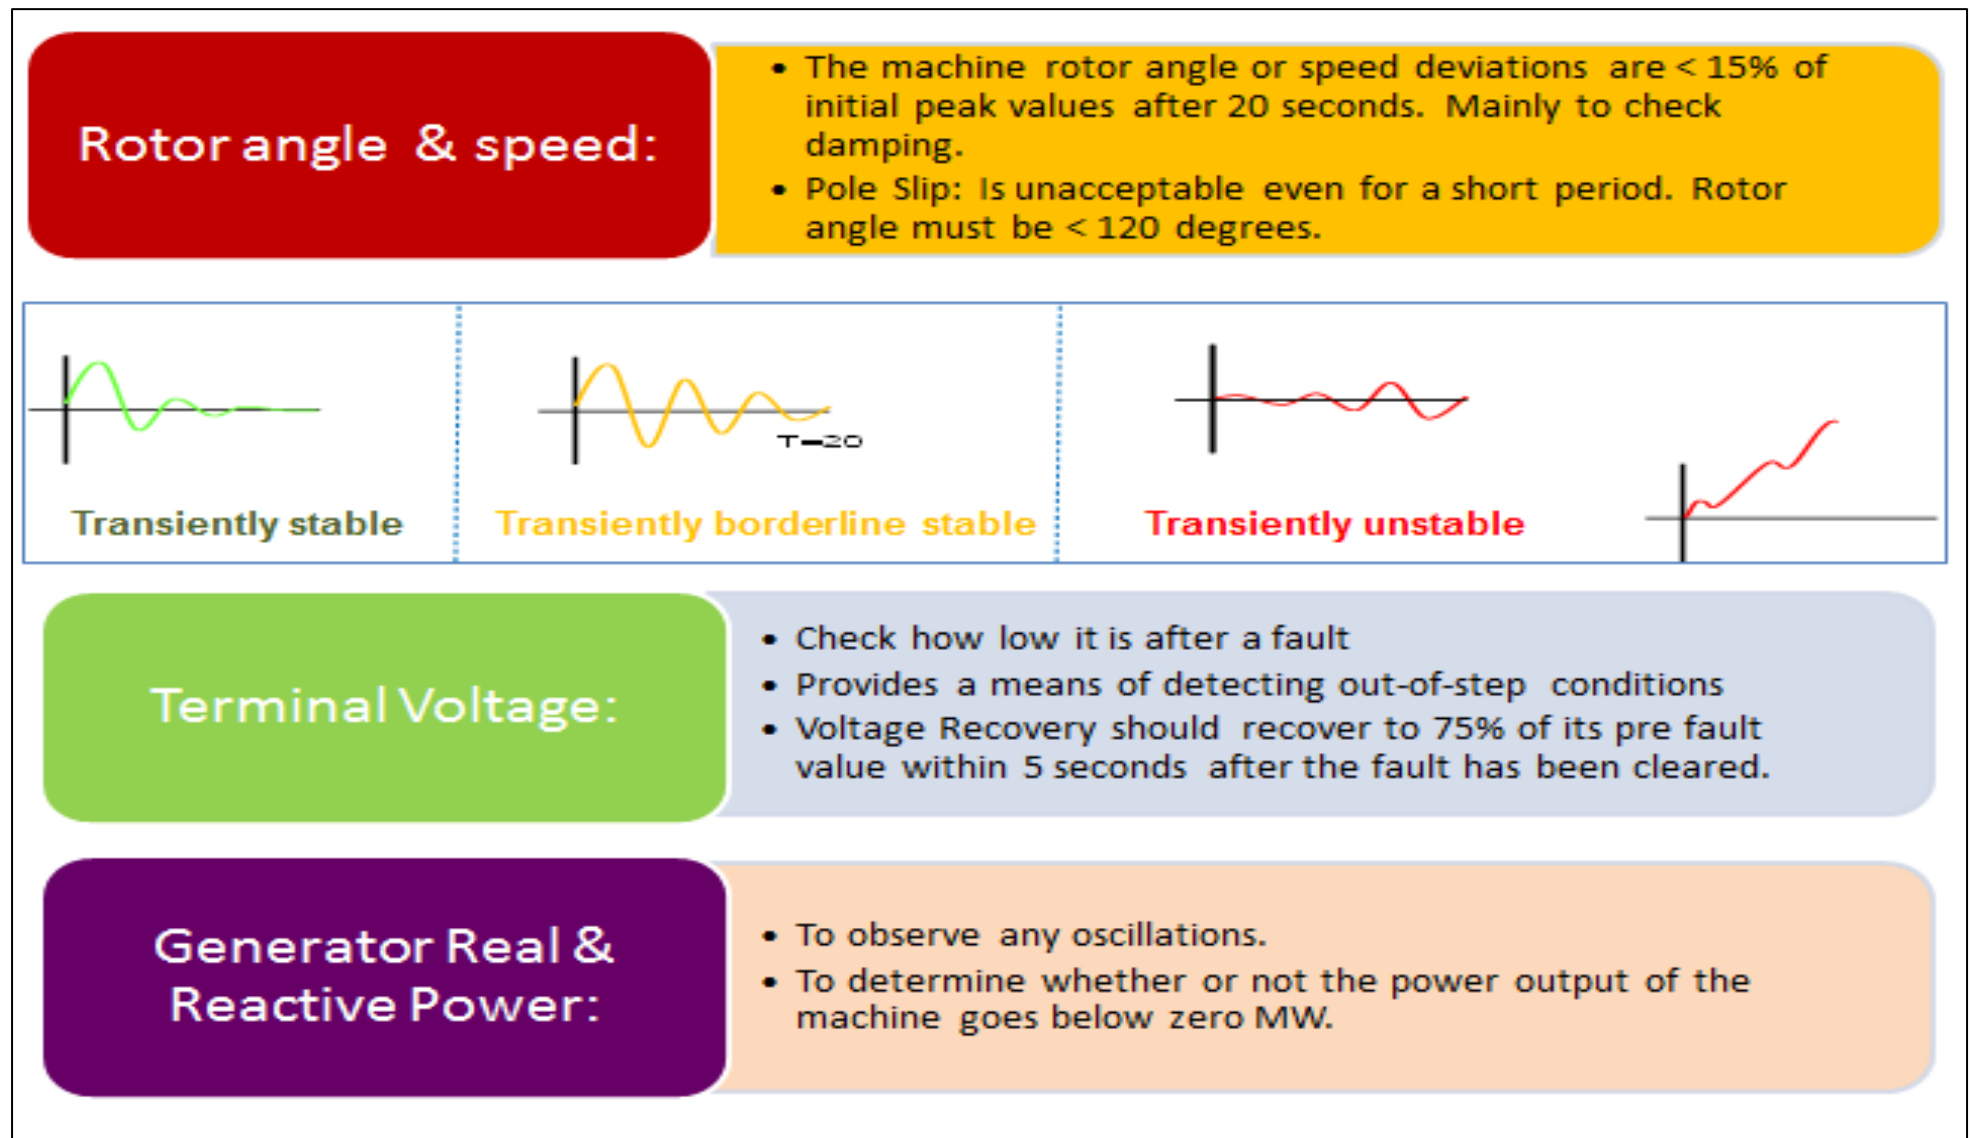 Rotor angle & speed:
• The machine rotor angle or speed deviations are < 15% of
initial peak values after 20 seconds. Mainly to check
damping.
• Pole Slip: Is unacceptable even for a short period. Rotor
angle must be < 120 degrees.
T=20
Transiently stable
Transiently borderline stable
Transiently unstable
Terminal Voltage:
• Check how low it is after a fault
• Provides a means of detecting out-of-step conditions
• Voltage Recovery should recover to 75% of its pre fault
value within 5 seconds after the fault has been cleared.
Generator Real &
Reactive Power:
• To observe any oscillations.
• To determine whether or not the power output of the
machine goes below zero MW.